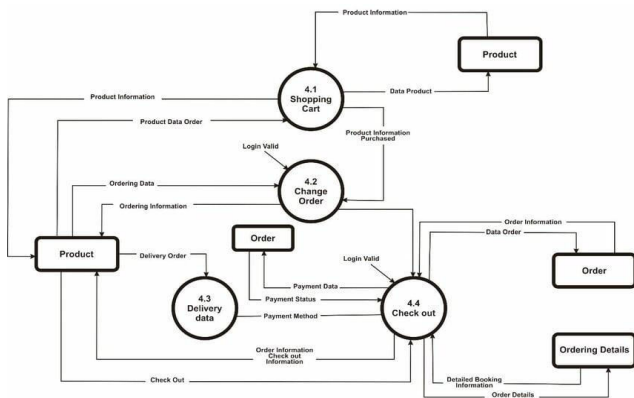 Product Information
Product
4.1
Shopping
Cart
Data Product
Product Information
Product Data Order
Product Information
Purchased
Login Valid
4.2
Change
Order
Ordering Data
Ordering Information
Order
Order Information
Data Order
Product
Delivery Order
Login Valid
Order
4.3
Delivery
data
Payment Data
Payment Status
Payment Method
4.4
Check out
Order Information
Check out
Information
Ordering Details
Check Out
Detailed Booking
Information
Order Details